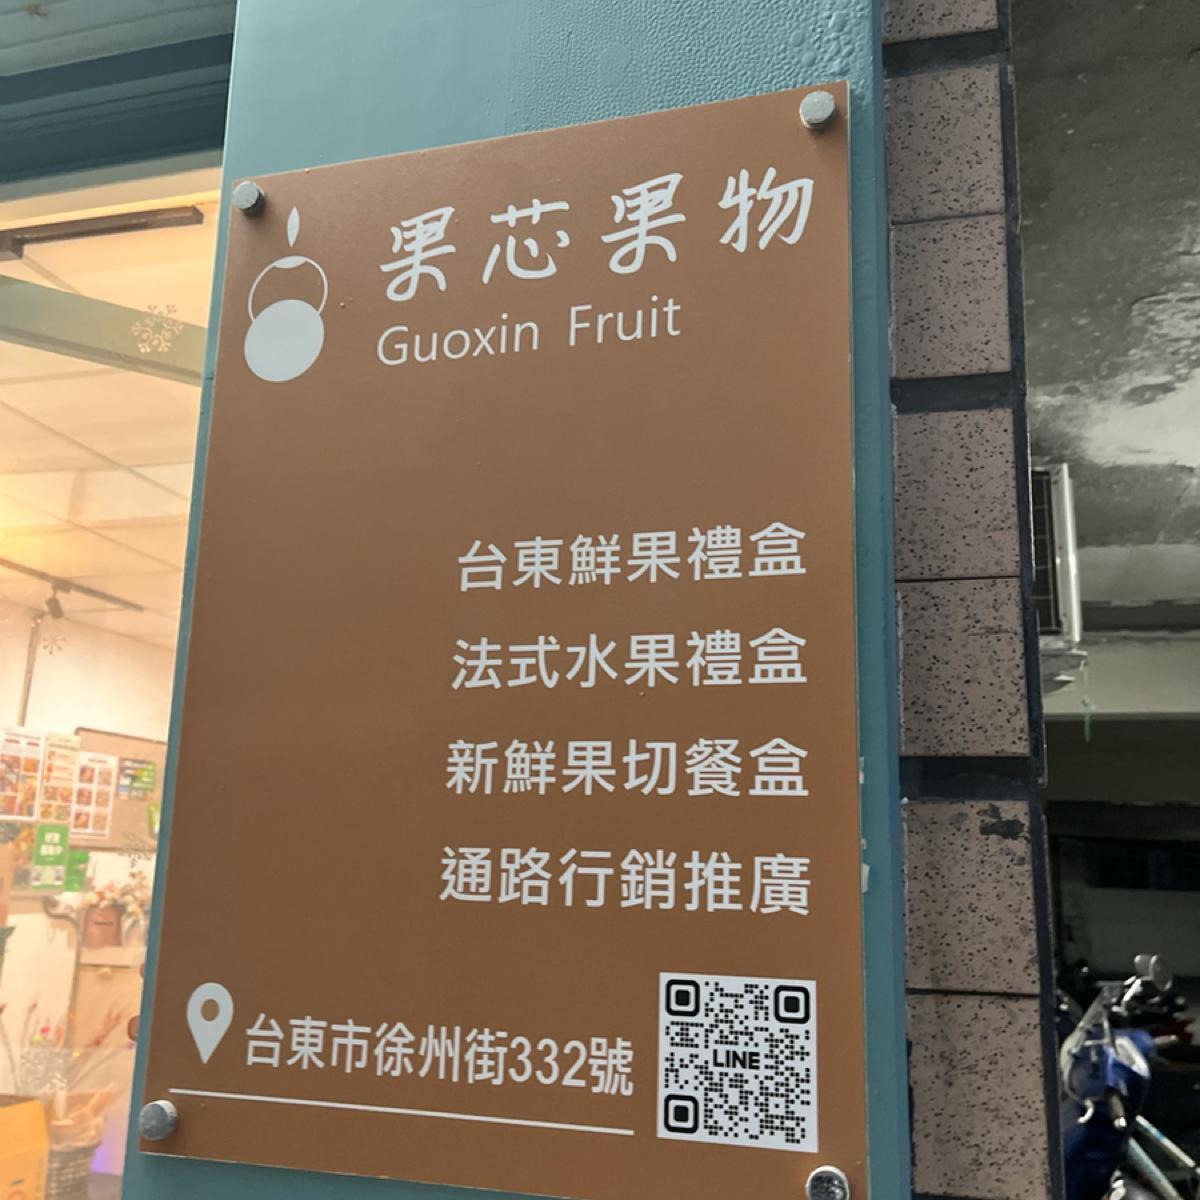 果芯果物
Guoxin Fruit
台東鮮果禮盒
法式水果禮盒
新鮮果切餐盒
通路行銷推廣
台東市徐州街332號
LINE